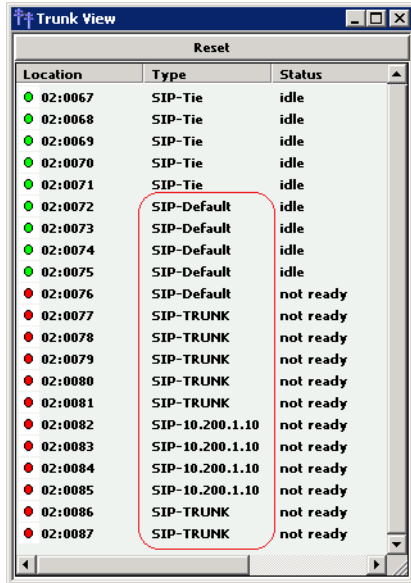 Trunk View
Reset
Location Type Status
02:0067 SIP-Tie idle
02:0068 SIP-Tie idle
02:0069 SIP-Tie idle
02:0070 SIP-Tie idle
02:0071 SIP-Tie idle
02:0072 SIP-Default idle
02:0073 SIP-Default idle
02:0074 SIP-Default idle
02:0075 SIP-Default idle
02:0076 SIP-Default not ready
02:0077 SIP-TRUNK not ready
02:0078 SIP-TRUNK not ready
02:0079 SIP-TRUNK not ready
02:0080 SIP-TRUNK not ready
02:0081 SIP-TRUNK not ready
02:0082 SIP-10.200.1.10 not ready
02:0083 SIP-10.200.1.10 not ready
02:0084 SIP-10.200.1.10 not ready
02:0085 SIP-10.200.1.10 not ready
02:0086 SIP-TRUNK not ready
02:0087 SIP-TRUNK not ready